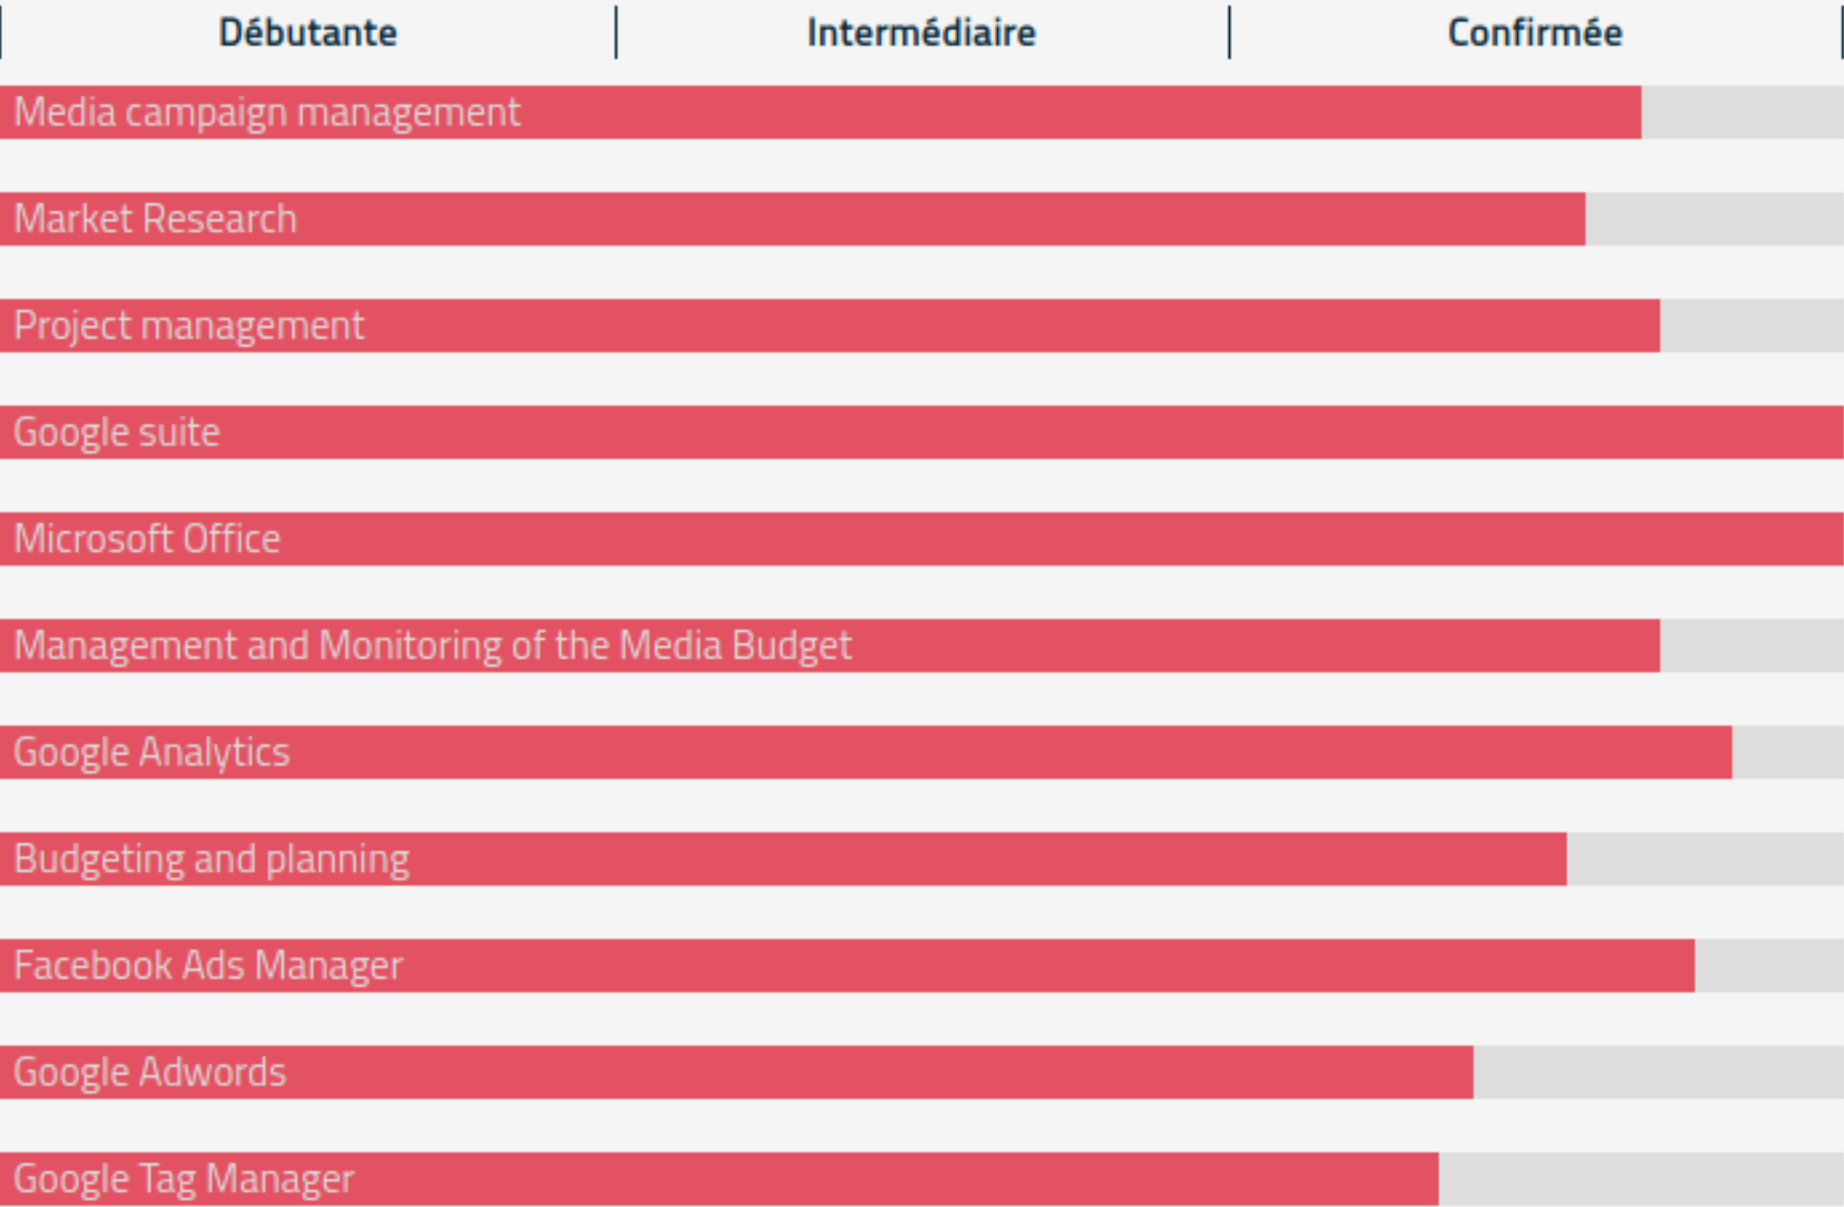 Débutante Intermédiaire Confirmée
Media campaign management
Market Research
Project management
Google suite
Microsoft Office
Management and Monitoring of the Media Budget
Google Analytics
Budgeting and planning
Facebook Ads Manager
Google Adwords
Google Tag Manager